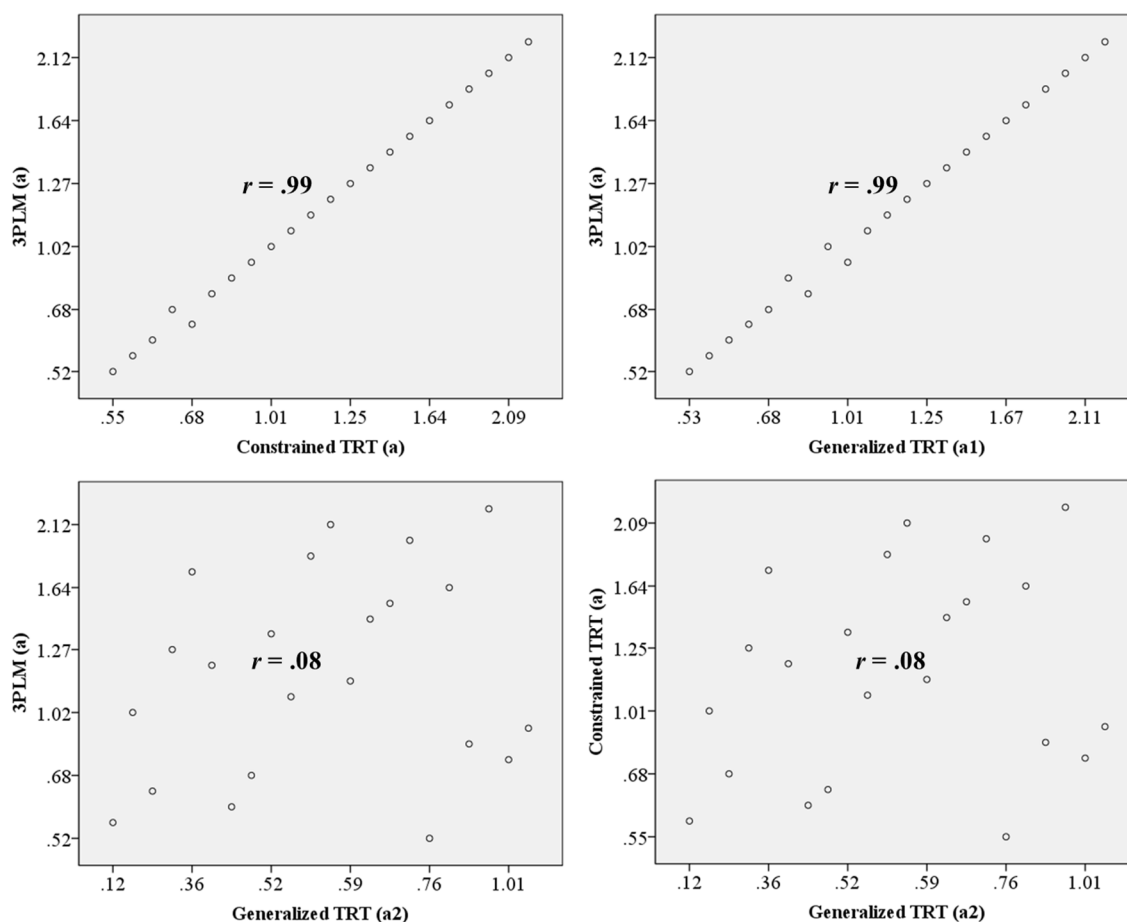 2.12
1.64
1.27
1.02
.68
.52
3PLM (a)
r = .99
.55 .68 1.01 1.25 1.64 2.09
Constrained TRT (a)
2.12
1.64
1.27
1.02
.68
.52
3PLM (a)
r = .99
.53 .68 1.01 1.25 1.67 2.11
Generalized TRT (a1)
2.12
1.64
1.27
1.02
.68
.52
3PLM (a)
r = .08
.12 .36 .52 .59 .76 1.01
Generalized TRT (a2)
2.09
1.64
1.25
1.01
.68
.55
Constrained TRT (a)
r = .08
.12 .36 .52 .59 .76 1.01
Generalized TRT (a2)